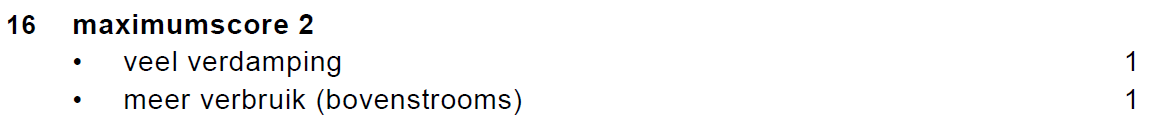 16 maximumscore 2
• veel verdamping 1
• meer verbruik (bovenstrooms) 1